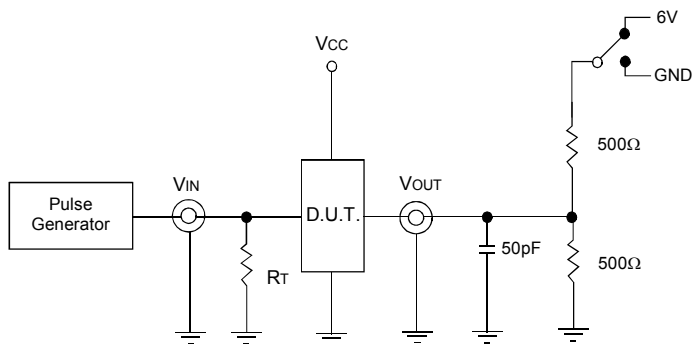 6V
GND
VCC
500Ω
Pulse
Generator
VIN
D.U.T.
VOUT
RT
50pF
500Ω